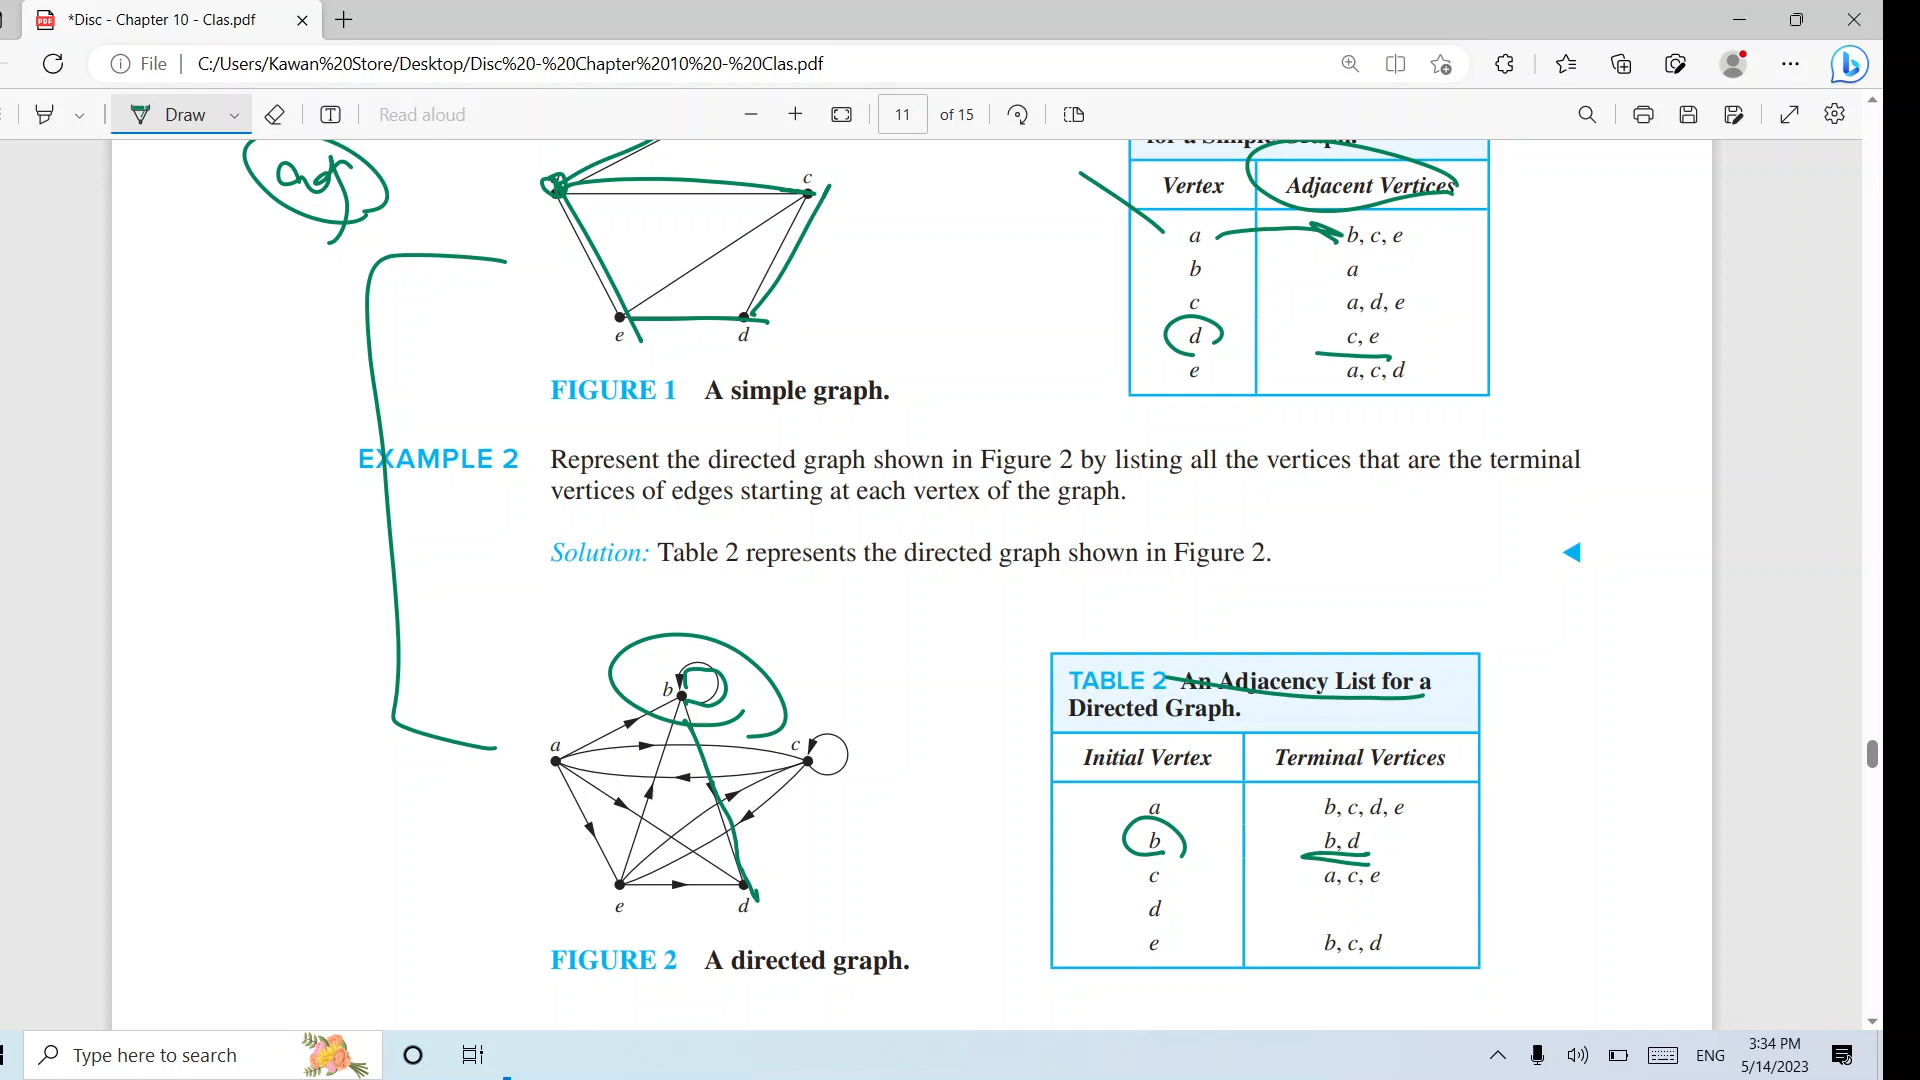 *Disc - Chapter 10 - Clas.pdf
File
C:/Users/Kawan%20Store/Desktop/Disc%20-%20Chapter%2010%20-%20Clas.pdf
Draw
Read aloud
11 of 15
for a Simple Graph.
Vertex Adjacent Vertices
a b, c, e
b a
c a, d, e
d c, e
e a, c, d
c
e
d
FIGURE 1 A simple graph.
EXAMPLE 2 Represent the directed graph shown in Figure 2 by listing all the vertices that are the terminal
vertices of edges starting at each vertex of the graph.
Solution: Table 2 represents the directed graph shown in Figure 2.
b
a
c
e
d
FIGURE 2 A directed graph.
TABLE 2 An Adjacency List for a
Directed Graph.
Initial Vertex Terminal Vertices
a b, c, d, e
b b, d
c a, c, e
d
e b, c, d
Type here to search
ENG
3:34 PM
5/14/2023